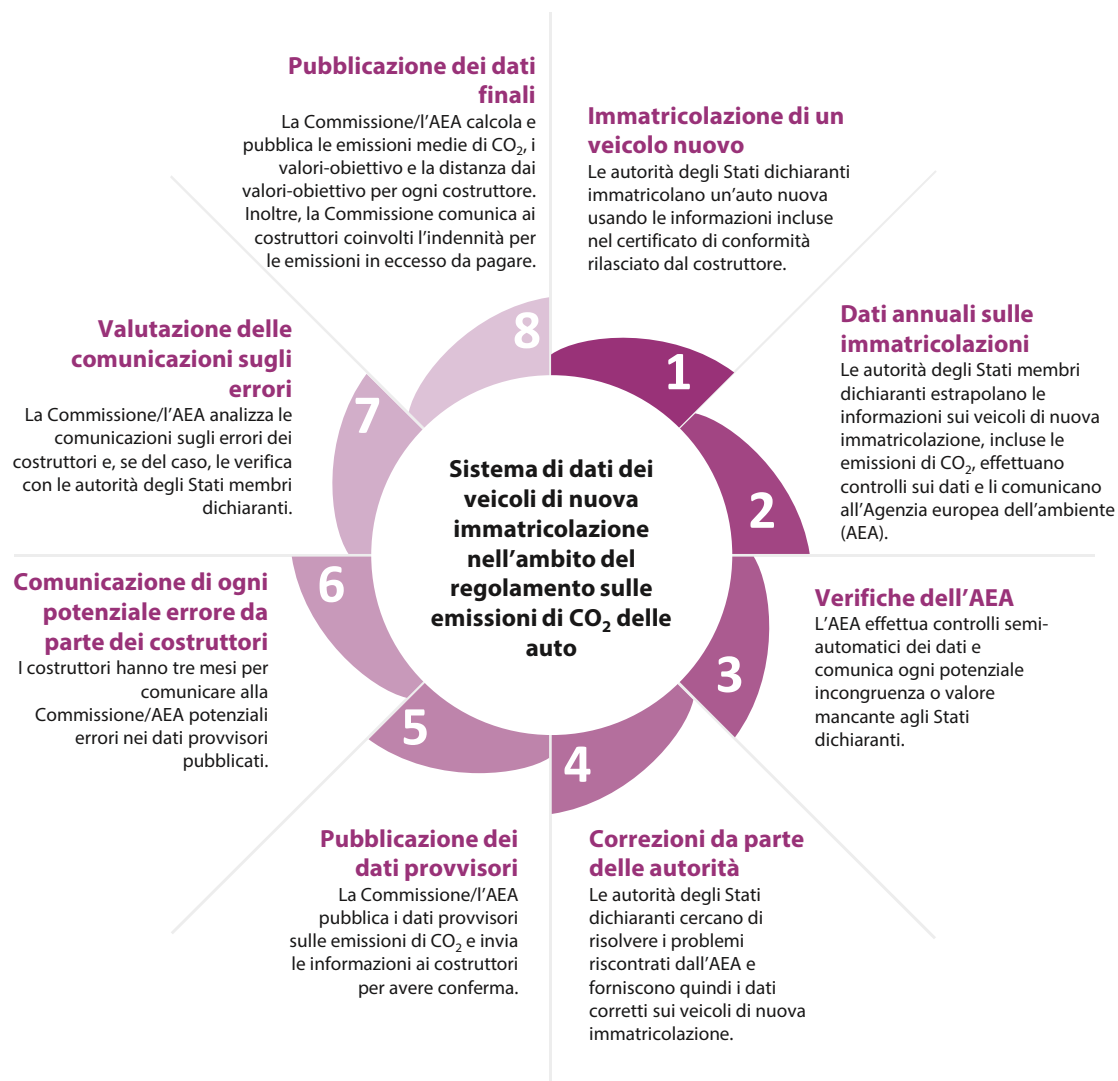 Sistema di dati dei
veicoli di nuova
immatricolazione
nell’ambito del
regolamento sulle
emissioni di CO₂ delle
auto
1
Immatricolazione di un
veicolo nuovo
Le autorità degli Stati dichiaranti
immatricolano un’auto nuova
usando le informazioni incluse
nel certificato di conformità
rilasciato dal costruttore.
2
Dati annuali sulle
immatricolazioni
Le autorità degli Stati membri
dichiaranti estrapolano le
informazioni sui veicoli di nuova
immatricolazione, incluse le
emissioni di CO₂, effettuano
controlli sui dati e li comunicano
all’Agenzia europea dell’ambiente
(AEA).
3
Verifiche dell’AEA
L’AEA effettua controlli semi-
automatici dei dati e
comunica ogni potenziale
incongruenza o valore
mancante agli Stati
dichiaranti.
4
Correzioni da parte
delle autorità
Le autorità degli Stati
dichiaranti cercano di
risolvere i problemi
riscontrati dall’AEA e
forniscono quindi i dati
corretti sui veicoli di nuova
immatricolazione.
5
Pubblicazione dei
dati provvisori
La Commissione/l’AEA
pubblica i dati provvisori
sulle emissioni di CO₂ e invia
le informazioni ai costruttori
per avere conferma.
6
Comunicazione di ogni
potenziale errore da
parte dei costruttori
I costruttori hanno tre mesi per
comunicare alla
Commissione/AEA potenziali
errori nei dati provvisori
pubblicati.
7
Valutazione delle
comunicazioni sugli
errori
La Commissione/l’AEA analizza le
comunicazioni sugli errori dei
costruttori e, se del caso, le verifica
con le autorità degli Stati membri
dichiaranti.
8
Pubblicazione dei dati
finali
La Commissione/l’AEA calcola e
pubblica le emissioni medie di CO₂, i
valori-obiettivo e la distanza dai
valori-obiettivo per ogni costruttore.
Inoltre, la Commissione comunica ai
costruttori coinvolti l’indennità per
le emissioni in eccesso da pagare.